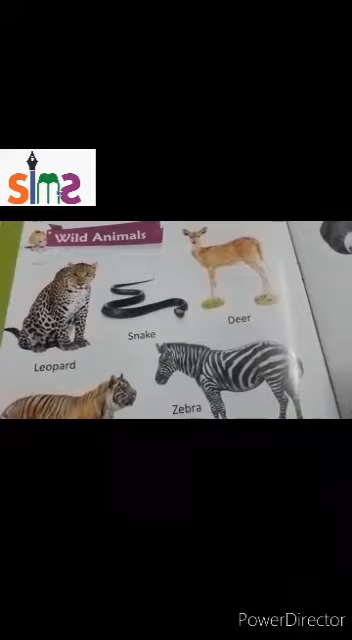 sims
Wild Animals
Deer
Snake
Leopard
Zebra
PowerDirector